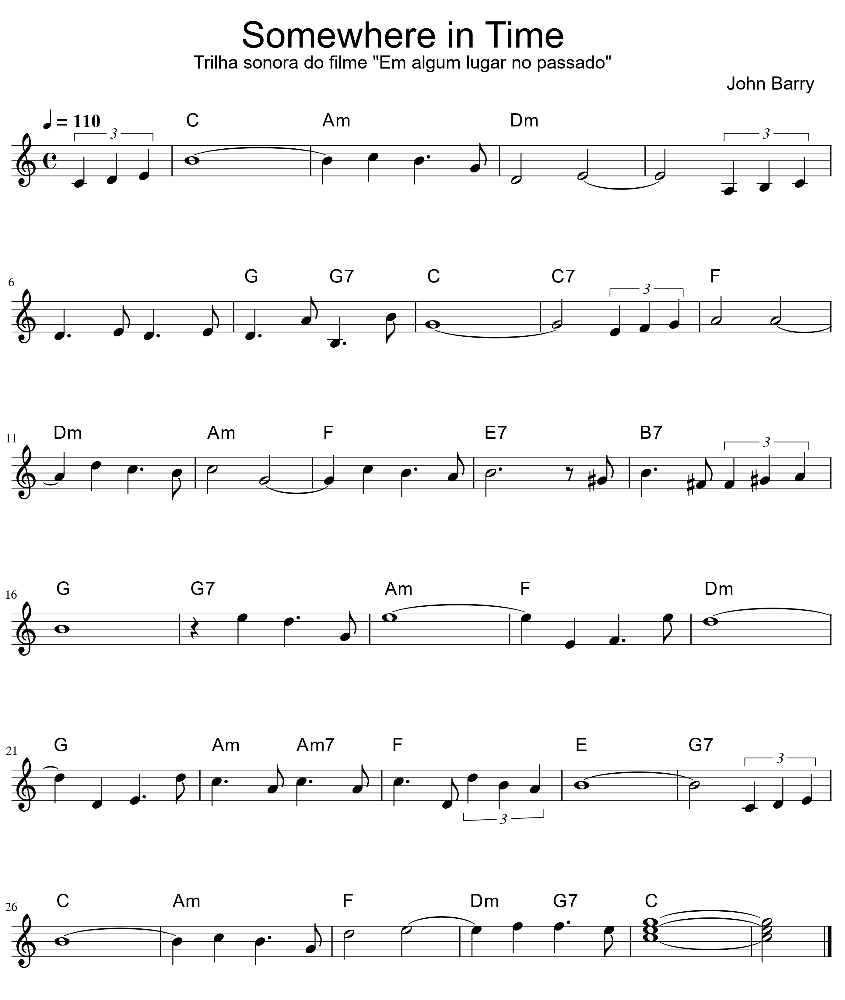 Somewhere in Time
Trilha sonora do filme "Em algum lugar no passado"
John Barry
= 110
C Am Dm
3 3
6
G G7 C C7 F
3
11
Dm Am F E7 B7
3
16
G G7 Am F Dm
21
G Am Am7 F E G7
3 3
26
C Am F Dm G7 C